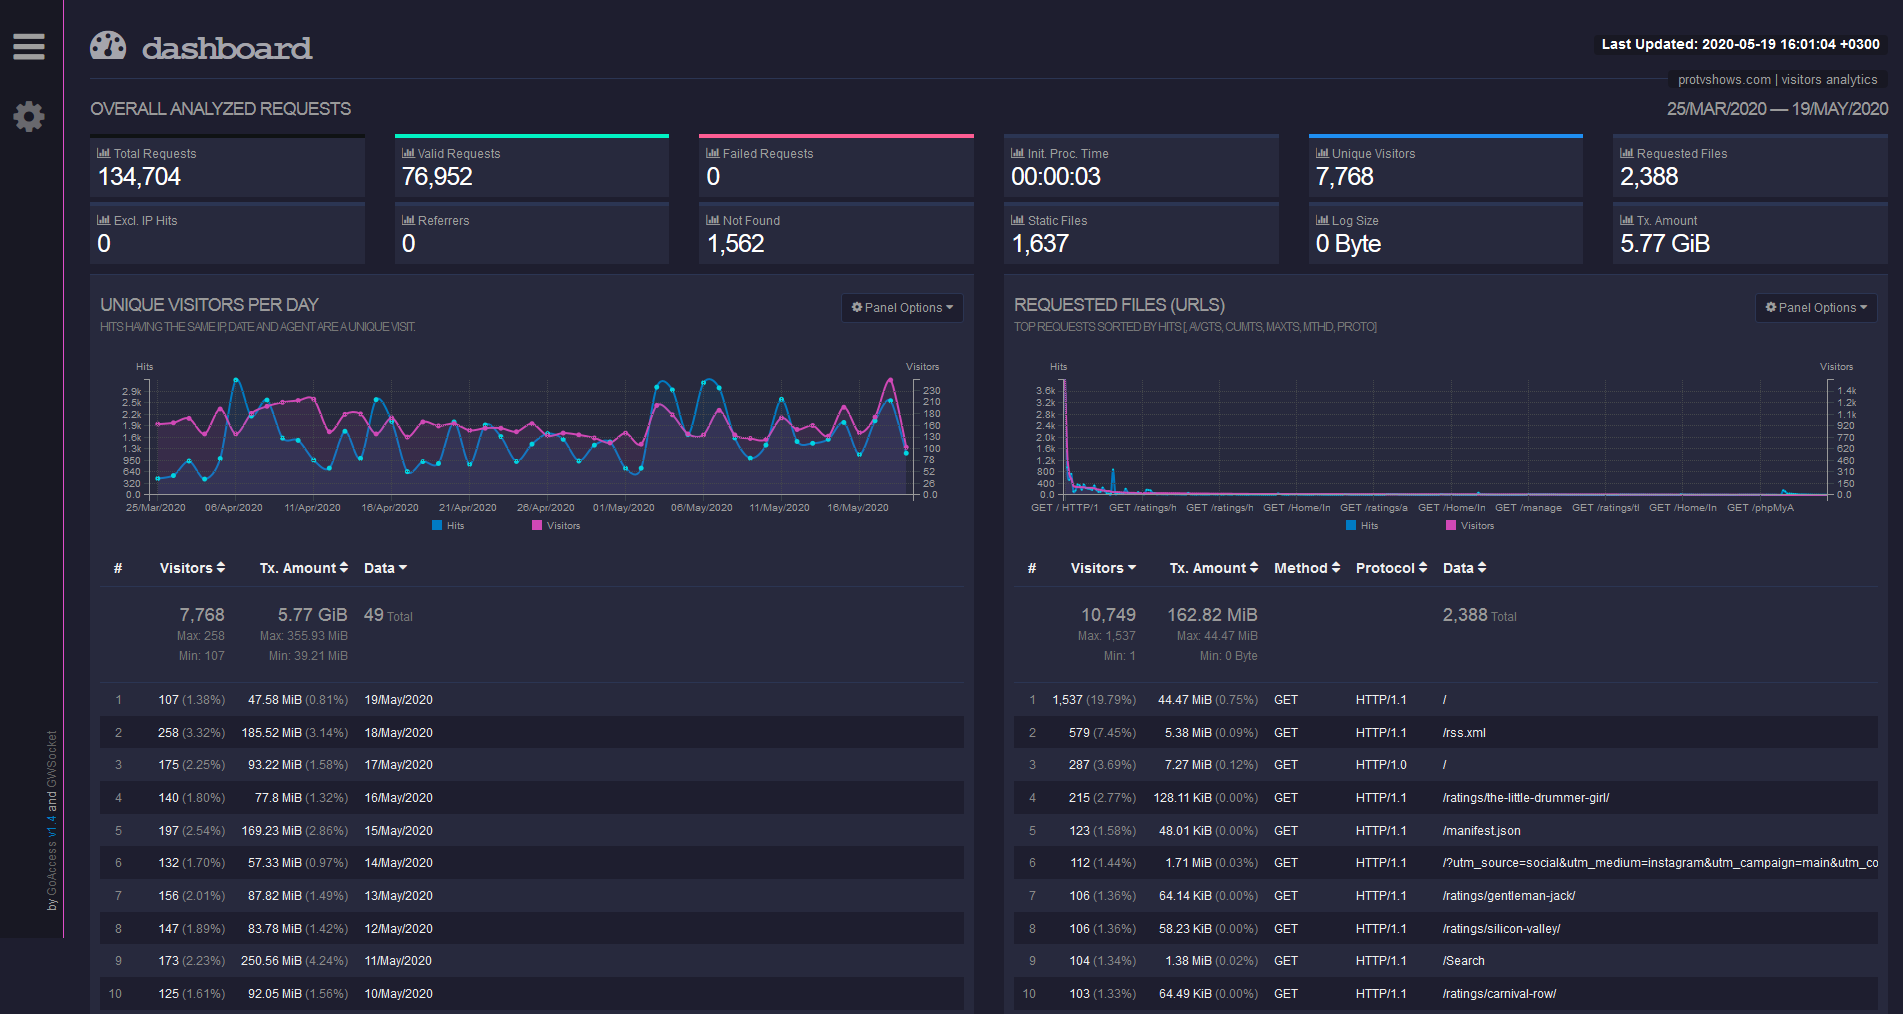 dashboard
Last Updated: 2020-05-19 16:01:04 +0300
protvshows.com | visitors analytics
OVERALL ANALYZED REQUESTS
25/MAR/2020 — 19/MAY/2020
Total Requests
134,704
Valid Requests
76,952
Failed Requests
0
Init. Proc. Time
00:00:03
Unique Visitors
7,768
Requested Files
2,388
Excl. IP Hits
0
Referrers
0
Not Found
1,562
Static Files
1,637
Log Size
0 Byte
Tx. Amount
5.77 GiB
UNIQUE VISITORS PER DAY
Panel Options
HITS HAVING THE SAME IP, DATE AND AGENT ARE A UNIQUE VISIT.
Hits
Visitors
2.9k
2.5k
2.2k
1.9k
1.6k
1.3k
950
640
320
0.0
230
210
180
160
130
100
78
52
26
0.0
25/Mar/2020 06/Apr/2020 11/Apr/2020 16/Apr/2020 21/Apr/2020 26/Apr/2020 01/May/2020 06/May/2020 11/May/2020 16/May/2020
Hits Visitors
# Visitors Tx. Amount Data
7,768 5.77 GiB 49 Total
Max: 258 Max: 355.93 MiB
Min: 107 Min: 39.21 MiB
1 107 (1.38%) 47.58 MiB (0.81%) 19/May/2020
2 258 (3.32%) 185.52 MiB (3.14%) 18/May/2020
3 175 (2.25%) 93.22 MiB (1.58%) 17/May/2020
4 140 (1.80%) 77.8 MiB (1.32%) 16/May/2020
5 197 (2.54%) 169.23 MiB (2.86%) 15/May/2020
6 132 (1.70%) 57.33 MiB (0.97%) 14/May/2020
7 156 (2.01%) 87.82 MiB (1.49%) 13/May/2020
8 147 (1.89%) 83.78 MiB (1.42%) 12/May/2020
9 173 (2.23%) 250.56 MiB (4.24%) 11/May/2020
10 125 (1.61%) 92.05 MiB (1.56%) 10/May/2020
REQUESTED FILES (URLS)
Panel Options
TOP REQUESTS SORTED BY HITS [, AVGTS, CUMTS, MAXTS, MTHD, PROTO]
Hits
Visitors
3.6k
3.2k
2.8k
2.4k
2.0k
1.6k
1.2k
800
400
0.0
1.4k
1.2k
1.1k
920
770
620
460
310
150
0.0
GET / HTTP/1 GET /ratings/h GET /ratings/h GET /Home/In GET /ratings/a GET /Home/In GET /manage GET /ratings/tl GET /Home/In GET /phpMyA
Hits Visitors
# Visitors Tx. Amount Method Protocol Data
10,749 162.82 MiB 2,388 Total
Max: 1,537 Max: 44.47 MiB
Min: 1 Min: 0 Byte
1 1,537 (19.79%) 44.47 MiB (0.75%) GET HTTP/1.1 /
2 579 (7.45%) 5.38 MiB (0.09%) GET HTTP/1.1 /rss.xml
3 287 (3.69%) 7.27 MiB (0.12%) GET HTTP/1.0 /
4 215 (2.77%) 128.11 KiB (0.00%) GET HTTP/1.1 /ratings/the-little-drummer-girl/
5 123 (1.58%) 48.01 KiB (0.00%) GET HTTP/1.1 /manifest.json
6 112 (1.44%) 1.71 MiB (0.03%) GET HTTP/1.1 /?utm_source=social&utm_medium=instagram&utm_campaign=main&utm_co
7 106 (1.36%) 64.14 KiB (0.00%) GET HTTP/1.1 /ratings/gentleman-jack/
8 106 (1.36%) 58.23 KiB (0.00%) GET HTTP/1.1 /ratings/silicon-valley/
9 104 (1.34%) 1.38 MiB (0.02%) GET HTTP/1.1 /Search
10 103 (1.33%) 64.49 KiB (0.00%) GET HTTP/1.1 /ratings/carnival-row/
by GoAccess v1.4 and GWSocket